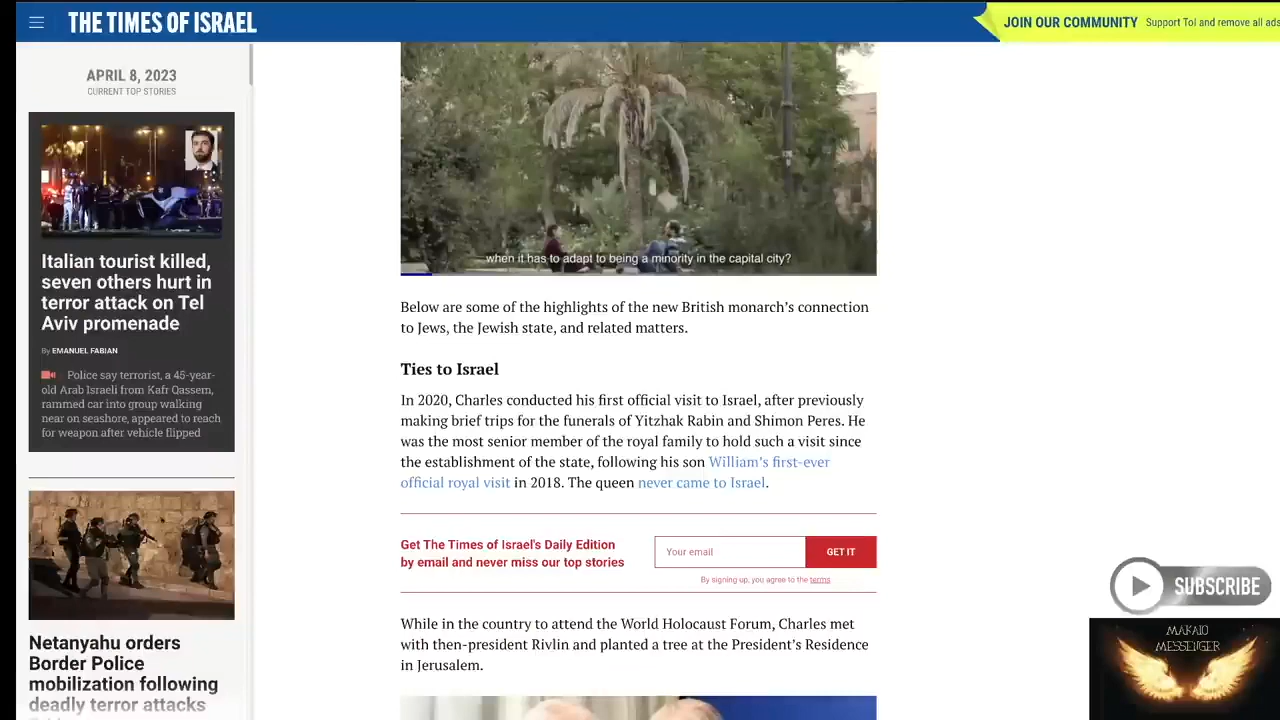 THE TIMES OF ISRAEL
JOIN OUR COMMUNITY Support ToI and remove all ads
APRIL 8, 2023
CURRENT TOP STORIES
Italian tourist killed,
seven others hurt in
terror attack on Tel
Aviv promenade
By EMANUEL FABIAN
Police say terrorist, a 45-year-
old Arab Israeli from Kafr Qassem,
rammed car into group walking
near on seashore, appeared to reach
for weapon after vehicle flipped
Netanyahu orders
Border Police
mobilization following
deadly terror attacks
when it has to adapt to being a minority in the capital city?
Below are some of the highlights of the new British monarch's connection
to Jews, the Jewish state, and related matters.
Ties to Israel
In 2020, Charles conducted his first official visit to Israel, after previously
making brief trips for the funerals of Yitzhak Rabin and Shimon Peres. He
was the most senior member of the royal family to hold such a visit since
the establishment of the state, following his son William's first-ever
official royal visit in 2018. The queen never came to Israel.
Get The Times of Israel's Daily Edition
by email and never miss our top stories
Your email
GET IT
By signing up, you agree to the terms
While in the country to attend the World Holocaust Forum, Charles met
with then-president Rivlin and planted a tree at the President's Residence
in Jerusalem.
SUBSCRIBE
MAKAIO
MESSENGER